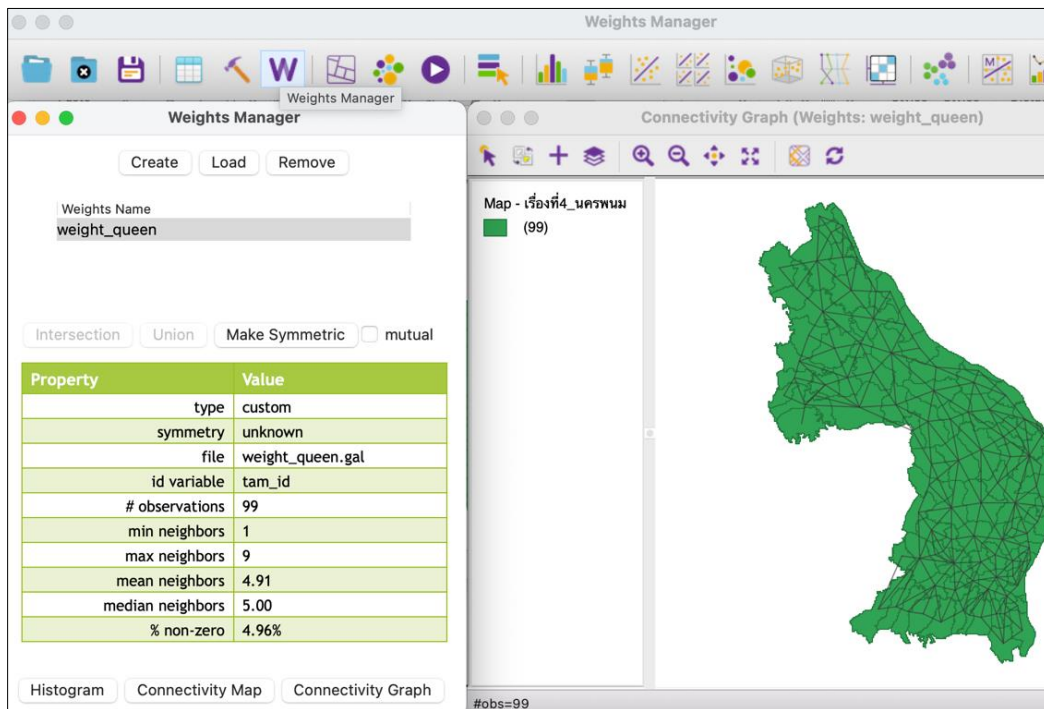 Weights Manager
W
M
Weights Manager
Weights Manager
Create Load Remove
Weights Name
weight_queen
Intersection Union Make Symmetric mutual
Property Value
type custom
symmetry unknown
file weight_queen.gal
id variable tam_id
# observations 99
min neighbors 1
max neighbors 9
mean neighbors 4.91
median neighbors 5.00
% non-zero 4.96%
Histogram Connectivity Map Connectivity Graph
Connectivity Graph (Weights: weight_queen)
Map - เรื่องที่4_นครพนม
(99)
#obs=99